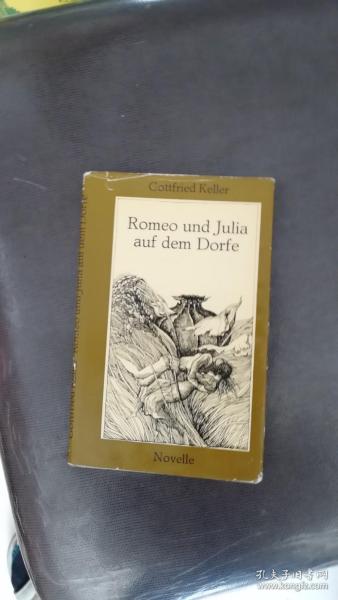 Gottfried Keller
Romeo und Julia
auf dem Dorfe
Novelle
孔夫子旧书网